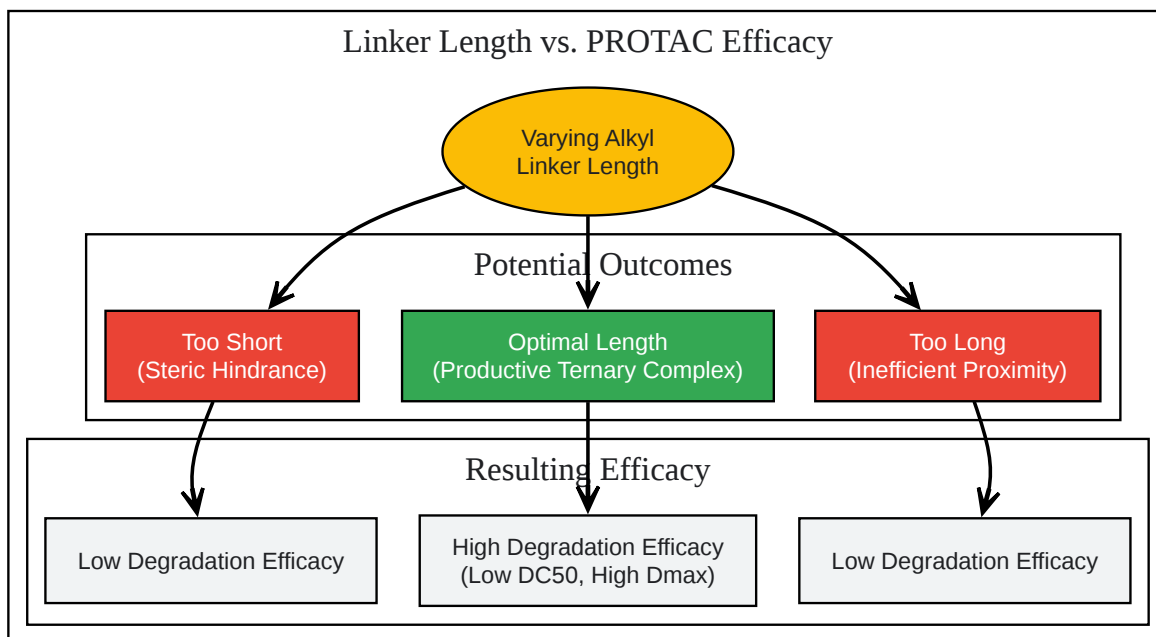 Linker Length vs. PROTAC Efficacy
Varying Alkyl
Linker Length
Potential Outcomes
Too Short
(Steric Hindrance)
Optimal Length
(Productive Ternary Complex)
Too Long
(Inefficient Proximity)
Resulting Efficacy
Low Degradation Efficacy
High Degradation Efficacy
(Low DC50, High Dmax)
Low Degradation Efficacy